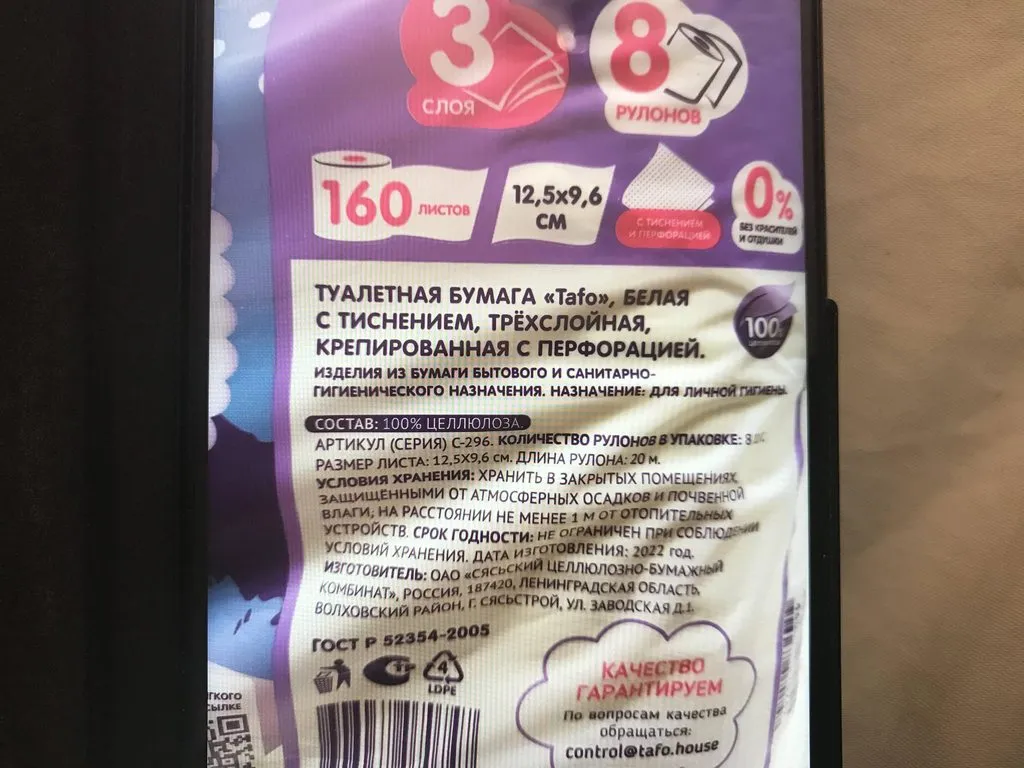 3
СЛОЯ
8
РУЛОНОВ
160 ЛИСТОВ
12,5х9,6
СМ
С ТИСНЕНИЕМ
И ПЕРФОРАЦИЕЙ
0%
БЕЗ КРАСИТЕЛЕЙ
И ОТДУШКИ
ТУАЛЕТНАЯ БУМАГА «Tafo», БЕЛАЯ
С ТИСНЕНИЕМ, ТРЁХСЛОЙНАЯ,
КРЕПИРОВАННАЯ С ПЕРФОРАЦИЕЙ.
100%
ИЗДЕЛИЯ ИЗ БУМАГИ БЫТОВОГО И САНИТАРНО-
ГИГИЕНИЧЕСКОГО НАЗНАЧЕНИЯ. НАЗНАЧЕНИЕ: ДЛЯ ЛИЧНОЙ ГИГИЕНЫ.
СОСТАВ: 100% ЦЕЛЛЮЛОЗА.
АРТИКУЛ (СЕРИЯ) С-296. КОЛИЧЕСТВО РУЛОНОВ В УПАКОВКЕ: 8
РАЗМЕР ЛИСТА: 12,5Х9,6 см. ДЛИНА РУЛОНА: 20 м.
УСЛОВИЯ ХРАНЕНИЯ: ХРАНИТЬ В ЗАКРЫТЫХ ПОМЕЩЕНИЯХ,
ЗАЩИЩЁННЫМИ ОТ АТМОСФЕРНЫХ ОСАДКОВ И ПОЧВЕННОЙ
ВЛАГИ; НА РАССТОЯНИИ НЕ МЕНЕЕ 1 М ОТ ОТОПИТЕЛЬНЫХ
УСТРОЙСТВ. СРОК ГОДНОСТИ: НЕ ОГРАНИЧЕН ПРИ СОБЛЮДЕНИИ
УСЛОВИЙ ХРАНЕНИЯ. ДАТА ИЗГОТОВЛЕНИЯ: 2022 год.
ИЗГОТОВИТЕЛЬ: ОАО «СЯСЬСКИЙ ЦЕЛЛЮЛОЗНО-БУМАЖНЫЙ
КОМБИНАТ», РОССИЯ, 187420, ЛЕНИНГРАДСКАЯ ОБЛАСТЬ,
ВОЛХОВСКИЙ РАЙОН, Г. СЯСЬСТРОЙ, УЛ. ЗАВОДСКАЯ Д.1.
ГОСТ Р 52354-2005
4
LDPE
КАЧЕСТВО
ГАРАНТИРУЕМ
По вопросам качества
обращаться:
control@tafo.house